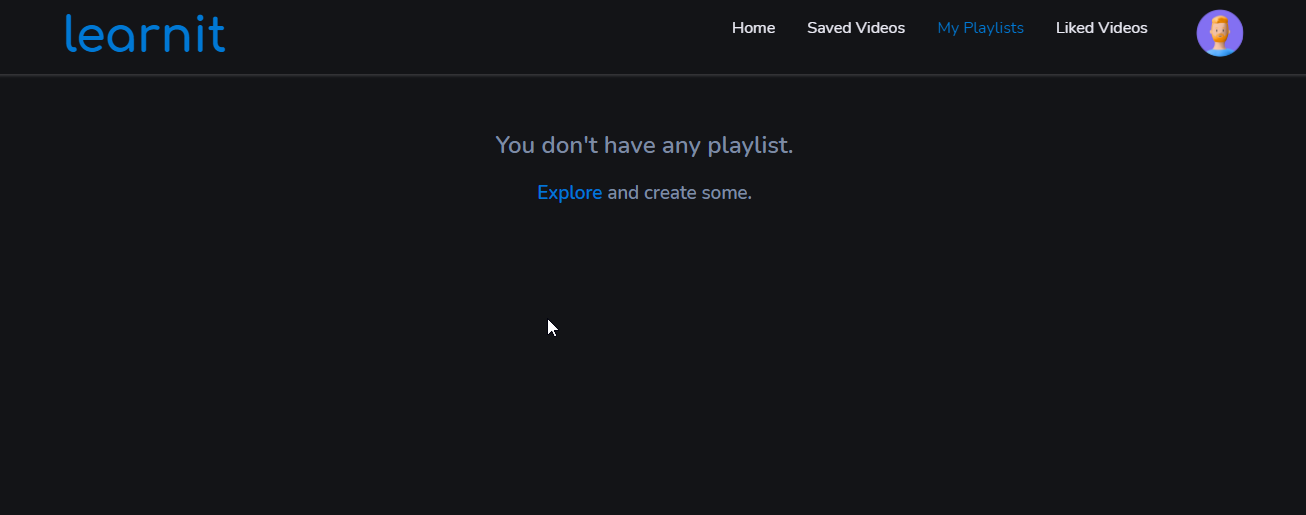 learnit
Home Saved Videos My Playlists Liked Videos
You don't have any playlist.
Explore and create some.